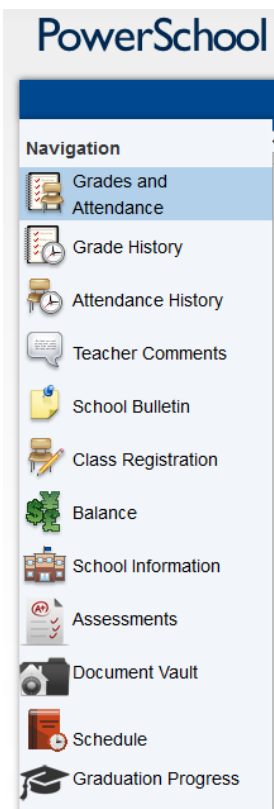 PowerSchool
Navigation
Grades and
Attendance
Grade History
Attendance History
Teacher Comments
School Bulletin
Class Registration
Balance
School Information
A+
Assessments
Document Vault
Schedule
Graduation Progress